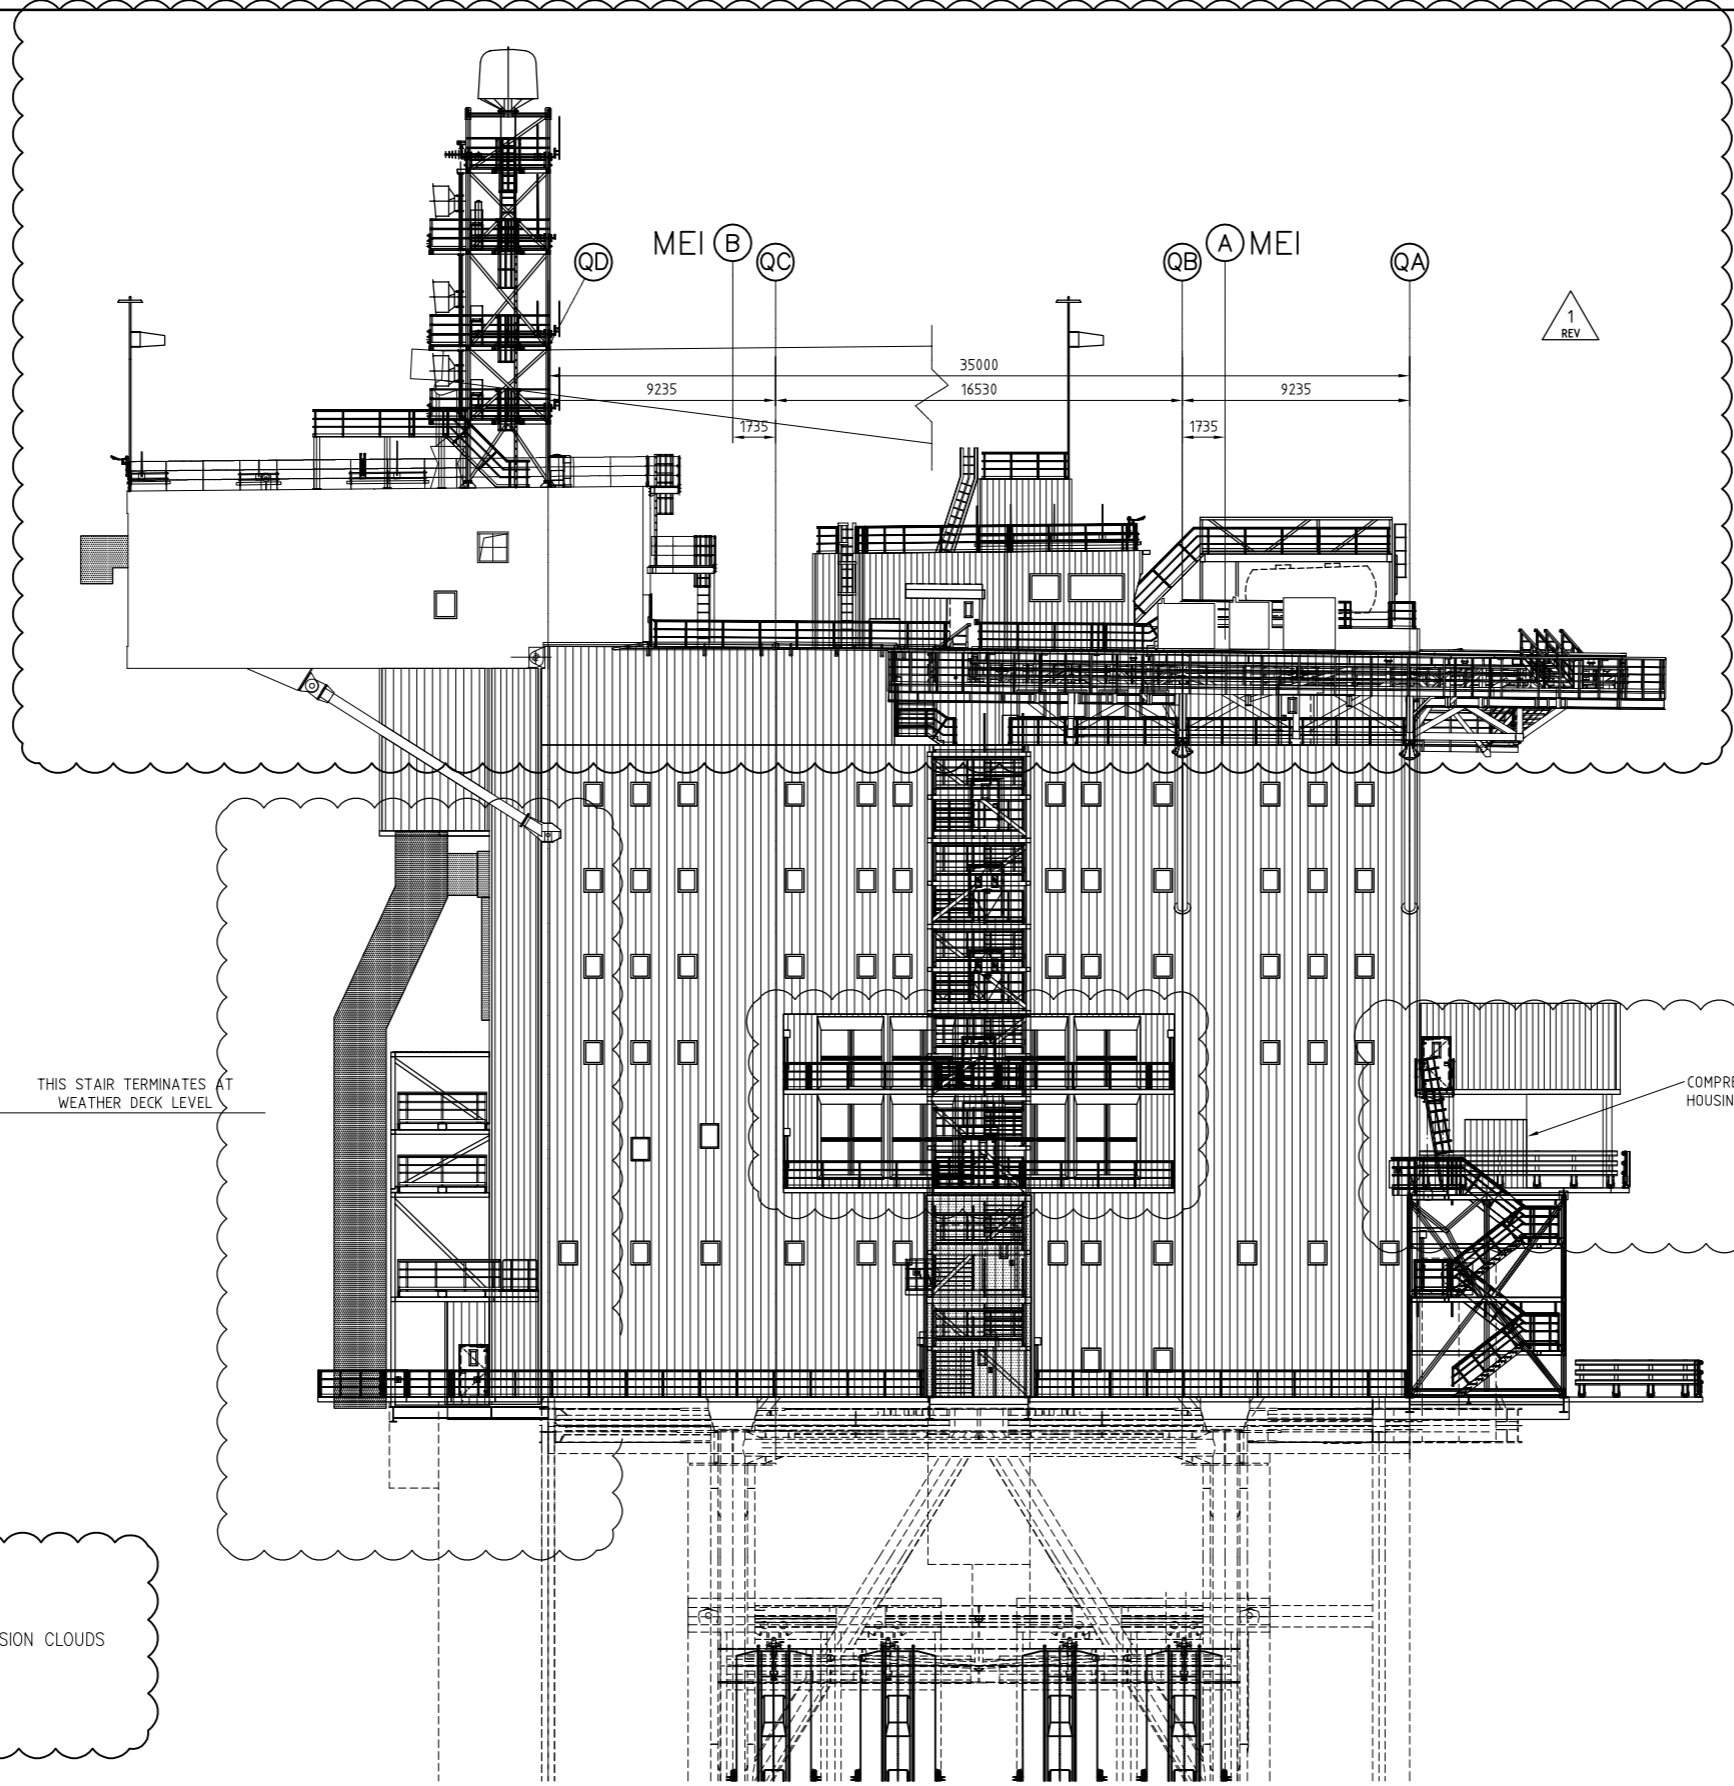 MEI B QC
QD
QB A MEI
QA
1
REV
35000
9235
16530
9235
1735
1735
THIS STAIR TERMINATES AT
WEATHER DECK LEVEL
COMPRE
HOUSIN
SION CLOUDS